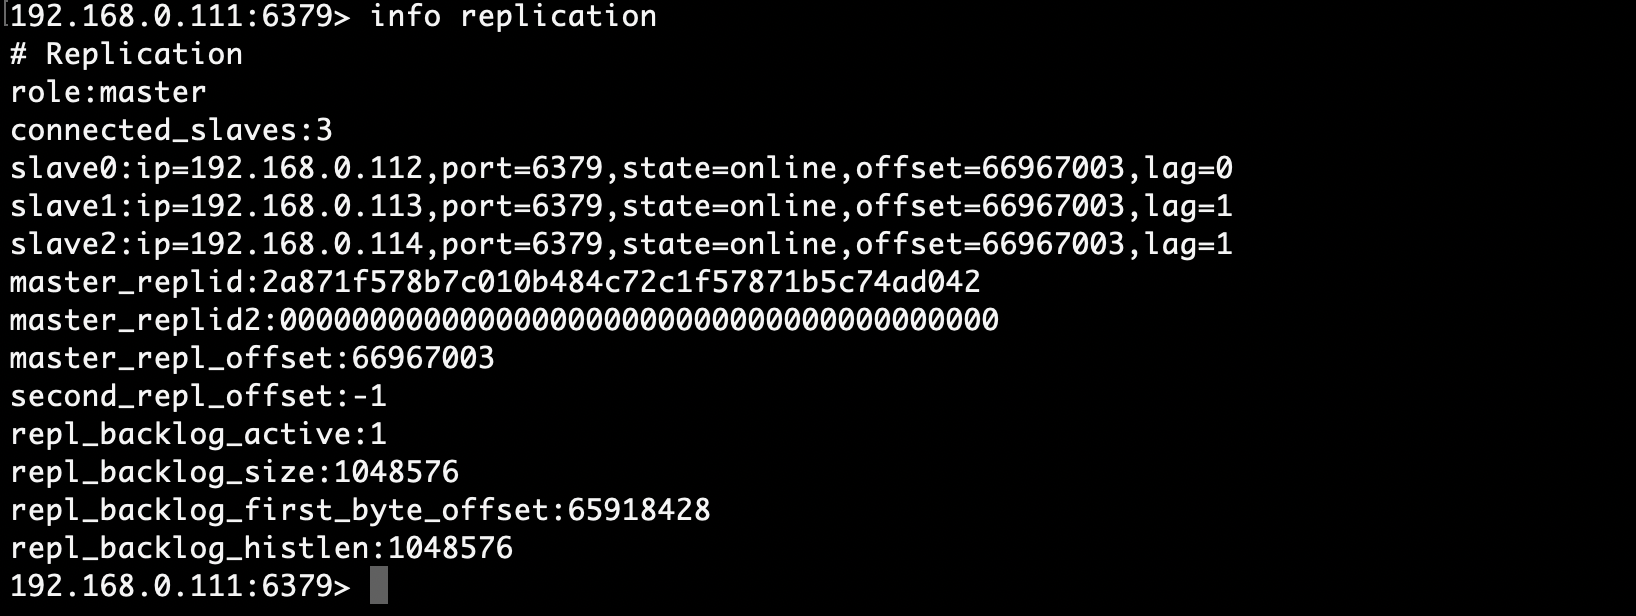 192.168.0.111:6379> info replication
# Replication
role:master
connected_slaves:3
slave0:ip=192.168.0.112,port=6379,state=online,offset=66967003,lag=0
slave1:ip=192.168.0.113,port=6379,state=online,offset=66967003,lag=1
slave2:ip=192.168.0.114,port=6379,state=online,offset=66967003,lag=1
master_replid:2a871f578b7c010b484c72c1f57871b5c74ad042
master_replid2:0000000000000000000000000000000000000000
master_repl_offset:66967003
second_repl_offset:-1
repl_backlog_active:1
repl_backlog_size:1048576
repl_backlog_first_byte_offset:65918428
repl_backlog_histlen:1048576
192.168.0.111:6379>